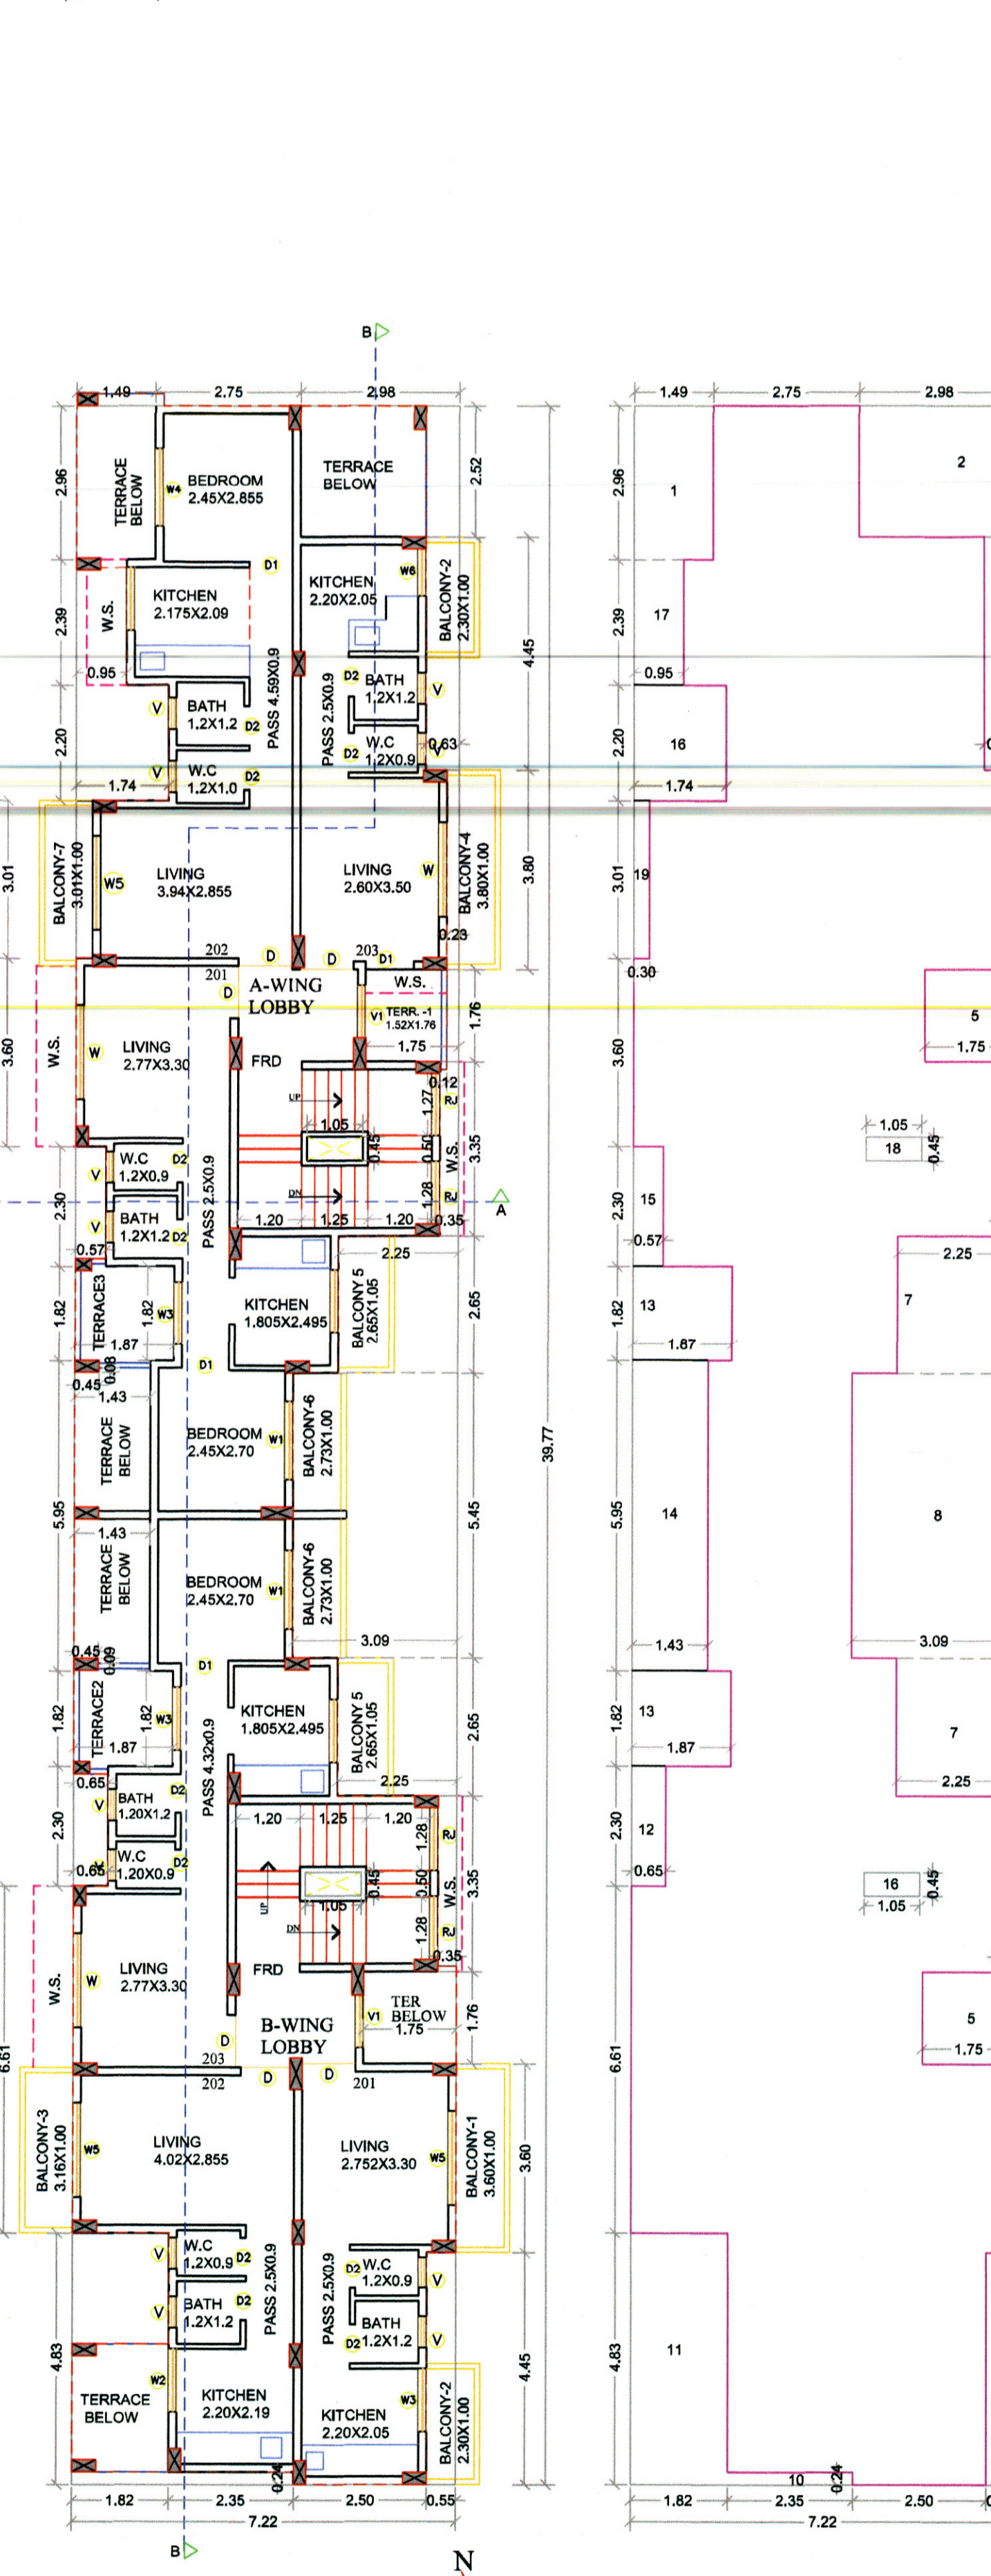 B
1.49 2.75 2.98
1.49 2.75 2.98
2.96
TERRACE
BELOW
W4
BEDROOM
2.45X2.855
TERRACE
BELOW
2.52
2.96
1
2
D1
KITCHEN
2.20X2.05
W6
BALCONY-2
2.30X1.00
2.39
W.S.
KITCHEN
2.175X2.09
0.95
PASS 4.59X0.9
PASS 2.5X0.9
4.45
2.39
17
0.95
V
BATH
1.2X1.2
D2
D2
BATH
1.2X1.2
V
2.20
V
W.C
1.2X1.0
D2
D2
W.C
1.2X0.9
V
0.63
1.74
2.20
16
1.74
3.01
BALCONY-7
3.01X1.00
W5
LIVING
3.94X2.855
LIVING
2.60X3.50
W
BALCONY-4
3.80X1.00
3.80
0.23
3.01
19
0.30
202
201
D
D
203
D1
D
A-WING
LOBBY
W.S.
V1
TERR. -1
1.52X1.76
1.75
1.76
5
1.75
3.60
W.S.
W
LIVING
2.77X3.30
FRD
3.60
UP
1.05
0.45
DN
0.12
1.27
RJ
0.50
W.S.
1.28
RJ
3.35
1.05
18
0.45
V
W.C
1.2X0.9
D2
V
BATH
1.2X1.2
D2
2.30
0.57
PASS 2.5X0.9
A
1.20 1.25 1.20
0.35
2.25
2.30
15
0.57
2.25
1.82
TERRACE3
1.82
W3
1.87
KITCHEN
1.805X2.495
BALCONY 5
2.65X1.05
2.65
1.82
13
1.87
7
D1
0.45
0.08
1.43
TERRACE
BELOW
BEDROOM
2.45X2.70
W1
BALCONY-6
2.73X1.00
39.77
5.95
5.45
5.95
14
8
1.43
TERRACE
BELOW
BEDROOM
2.45X2.70
W1
BALCONY-6
2.73X1.00
3.09
1.43
3.09
0.45
0.09
D1
1.82
TERRACE2
1.82
W3
1.87
KITCHEN
1.805X2.495
BALCONY 5
2.65X1.05
2.65
2.25
1.82
13
1.87
7
2.25
PASS 4.32x0.9
0.65
2.30
V
BATH
1.20X1.2
D2
W.C
1.20X0.9
D2
0.65
1.20 1.25 1.20
UP
0.45
1.05
DN
1.28
RJ
0.50
W.S.
1.28
RJ
0.35
3.35
2.30
12
0.65
16
0.45
1.05
W.S.
W
LIVING
2.77X3.30
FRD
TER
BELOW
V1
1.75
1.76
5
1.75
B-WING
LOBBY
D
203
202
D
D
201
6.61
6.61
BALCONY-3
3.16X1.00
W5
LIVING
4.02X2.855
LIVING
2.752X3.30
W5
BALCONY-1
3.60X1.00
3.60
V
W.C
1.2X0.9
D2
D2
W.C
1.2X0.9
V
PASS 2.5X0.9
PASS 2.5X0.9
V
BATH
1.2X1.2
D2
D2
BATH
1.2X1.2
V
4.83
TERRACE
BELOW
W2
KITCHEN
2.20X2.19
KITCHEN
2.20X2.05
W3
BALCONY-2
2.30X1.00
4.45
4.83
11
0.24
10
0.24
1.82 2.35 2.50 0.55
1.82 2.35 2.50
7.22
7.22
B
N